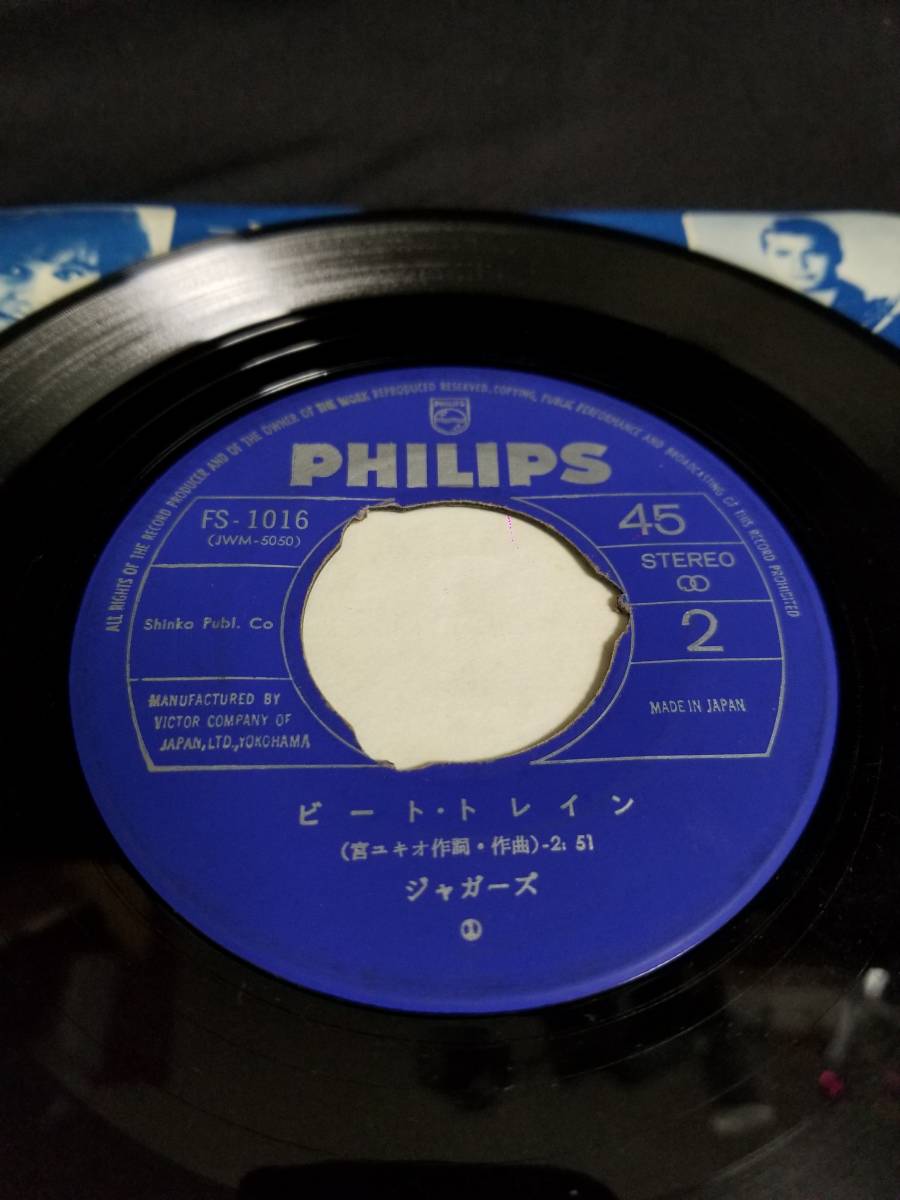 ALL RIGHTS OF THE RECORD PRODUCER AND OF THE OWNER OF THE WORK REPRODUCED RESERVED. COPYING, PUBLIC PERFORMANCE AND BROADCASTING OF THIS RECORD PROHIBITED
PHILIPS
PHILIPS
FS-1016
(JWM-5050)
45
STEREO
Shinko Publ. Co
2
MANUFACTURED BY
VICTOR COMPANY OF
JAPAN, LTD., YOKOHAMA
MADE IN JAPAN
ビート・トレイン
(宮ユキオ作詞・作曲)-2:51
ジャガーズ
①